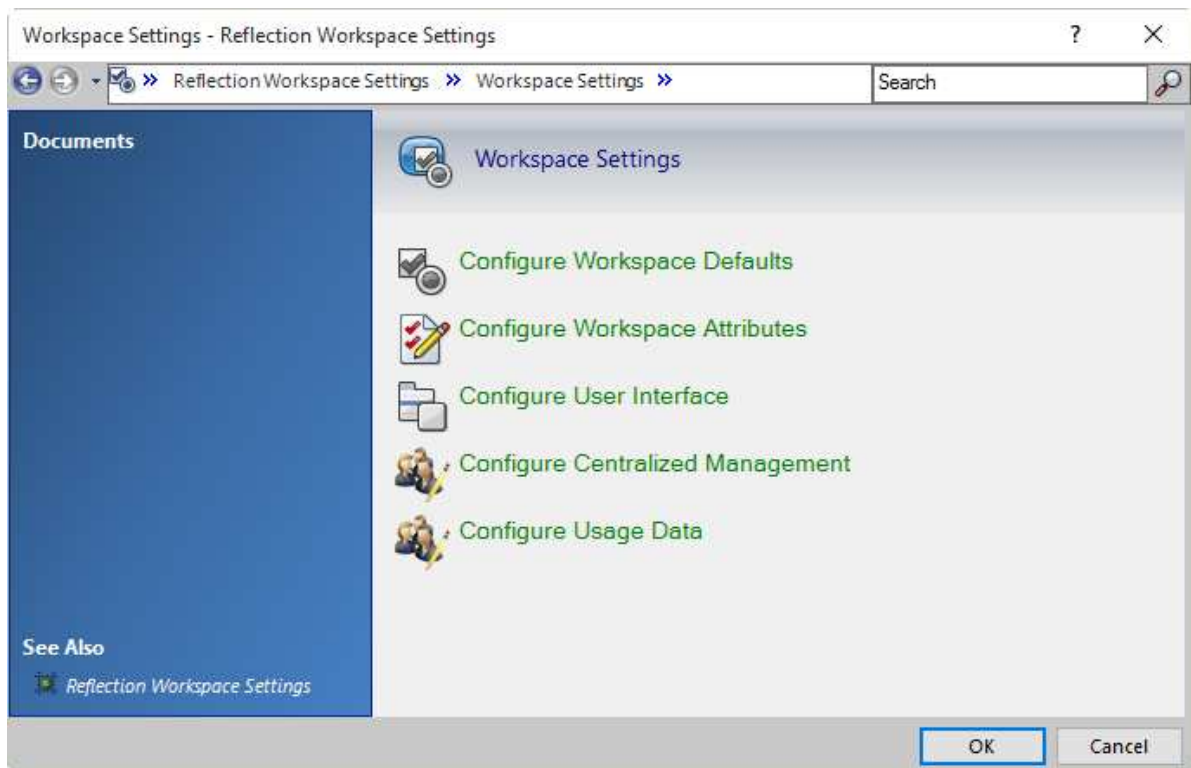 Workspace Settings - Reflection Workspace Settings
?
Reflection Workspace Settings » Workspace Settings »
Search
Documents
Workspace Settings
Configure Workspace Defaults
Configure Workspace Attributes
Configure User Interface
Configure Centralized Management
Configure Usage Data
See Also
Reflection Workspace Settings
OK
Cancel